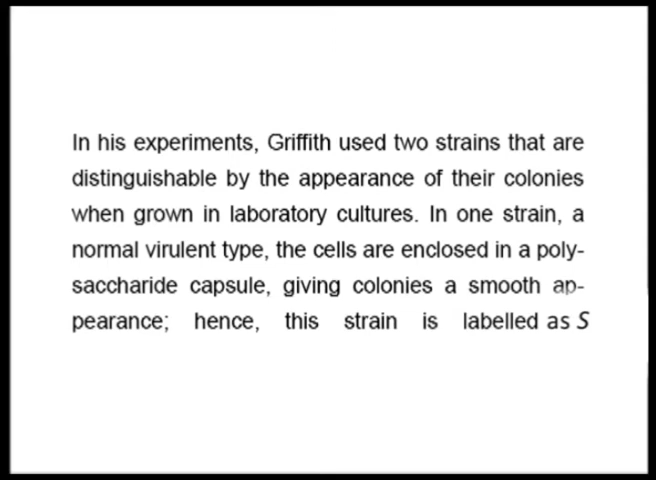 In his experiments, Griffith used two strains that are
distinguishable by the appearance of their colonies
when grown in laboratory cultures. In one strain, a
normal virulent type, the cells are enclosed in a poly-
saccharide capsule, giving colonies a smooth ap-
pearance; hence, this strain is labelled as S